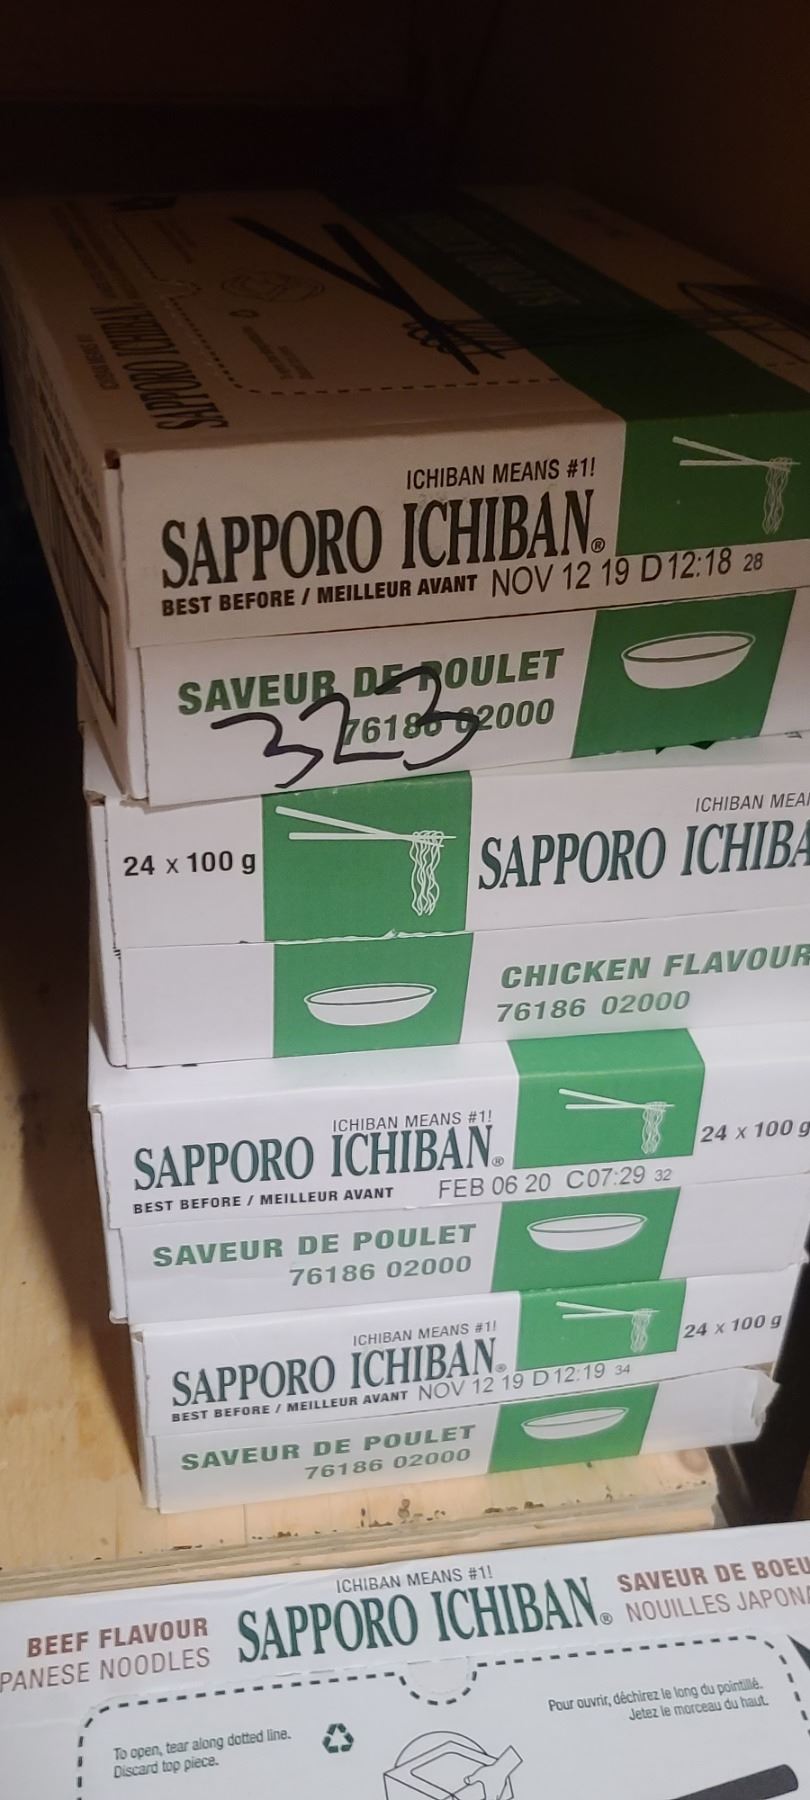 SAPPORO ICHIBAN
ICHIBAN MEANS #1!
SAPPORO ICHIBAN®
BEST BEFORE / MEILLEUR AVANT NOV 12 19 D 12:18 28
SAVEUR DE POULET
76186 02000
323
24 x 100 g
ICHIBAN
SAPPORO
CHICKEN FLAVOUR
76186 02000
ICHIBAN MEANS #1!
SAPPORO ICHIBAN®
24 x 100 g
BEST BEFORE / MEILLEUR AVANT FEB 06 20 C07:29 32
SAVEUR DE POULET
76186 02000
ICHIBAN MEANS #1!
SAPPORO ICHIBAN®
24 x 100 g
BEST BEFORE / MEILLEUR AVANT NOV 12 19 D 12:19 34
SAVEUR DE POULET
76186 02000
ICHIBAN MEANS #1!
BEEF FLAVOUR SAPPORO ICHIBAN® SAVEUR DE BOEU
PANESE NOODLES NOUILLES JAPONA
To open, tear along dotted line.
Discard top piece.
Pour ouvrir, déchirez le long du pointillé.
Jetez le morceau du haut.